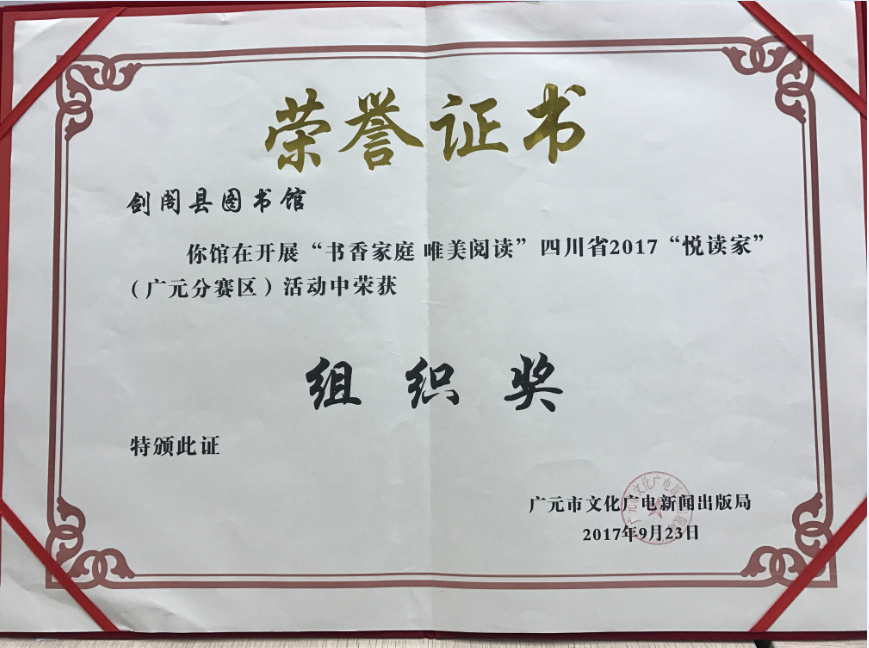 荣誉证书
剑阁县图书馆
你馆在开展“书香家庭 唯美阅读”四川省2017“悦读家”
（广元分赛区）活动中荣获
组织奖
特颁此证
广元市文化广电新闻出版局
2017年9月23日